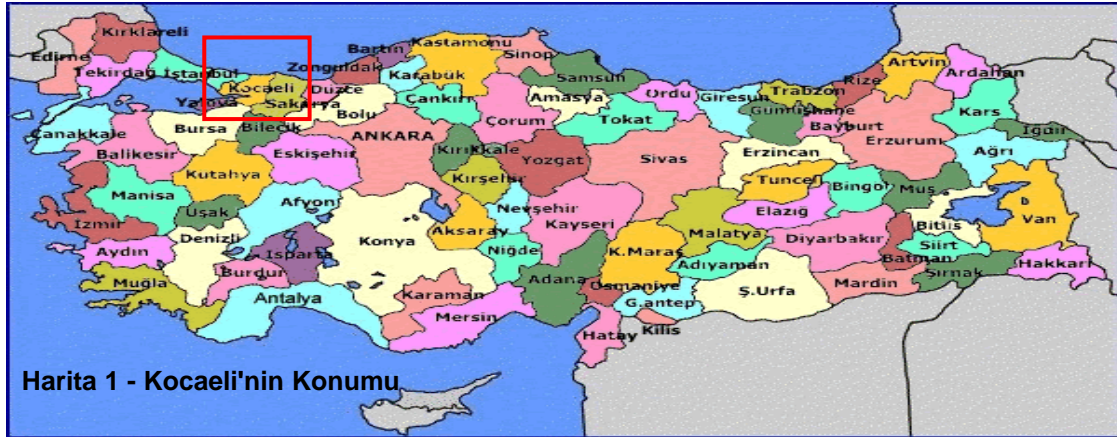 Kırklareli
Edirne
Tekirdağ
İstanbul
Kocaeli
Yalova
Sakarya
Düzce
Zonguldak
Bartın
Karabük
Kastamonu
Sinop
Samsun
Ordu
Giresun
Trabzon
Rize
Artvin
Ardahan
Çanakkale
Bursa
Bilecik
Bolu
Çankırı
Çorum
Amasya
Tokat
Gümüşhane
Bayburt
Erzurum
Kars
Iğdır
Balikesir
Kutahya
Eskişehir
ANKARA
Kırıkkale
Yozgat
Sivas
Erzincan
Ağrı
Manisa
Uşak
Afyon
Kırşehir
Nevşehir
Kayseri
Malatya
Elazığ
Tunceli
Bingöl
Muş
Bitlis
Van
İzmir
Aydın
Denizli
Isparta
Konya
Aksaray
Niğde
K.Maraş
Adıyaman
Diyarbakır
Batman
Siirt
Şırnak
Hakkari
Muğla
Burdur
Antalya
Karaman
Mersin
Adana
Osmaniye
G.antep
Ş.Urfa
Mardin
Hatay
Kilis
Harita 1 - Kocaeli'nin Konumu